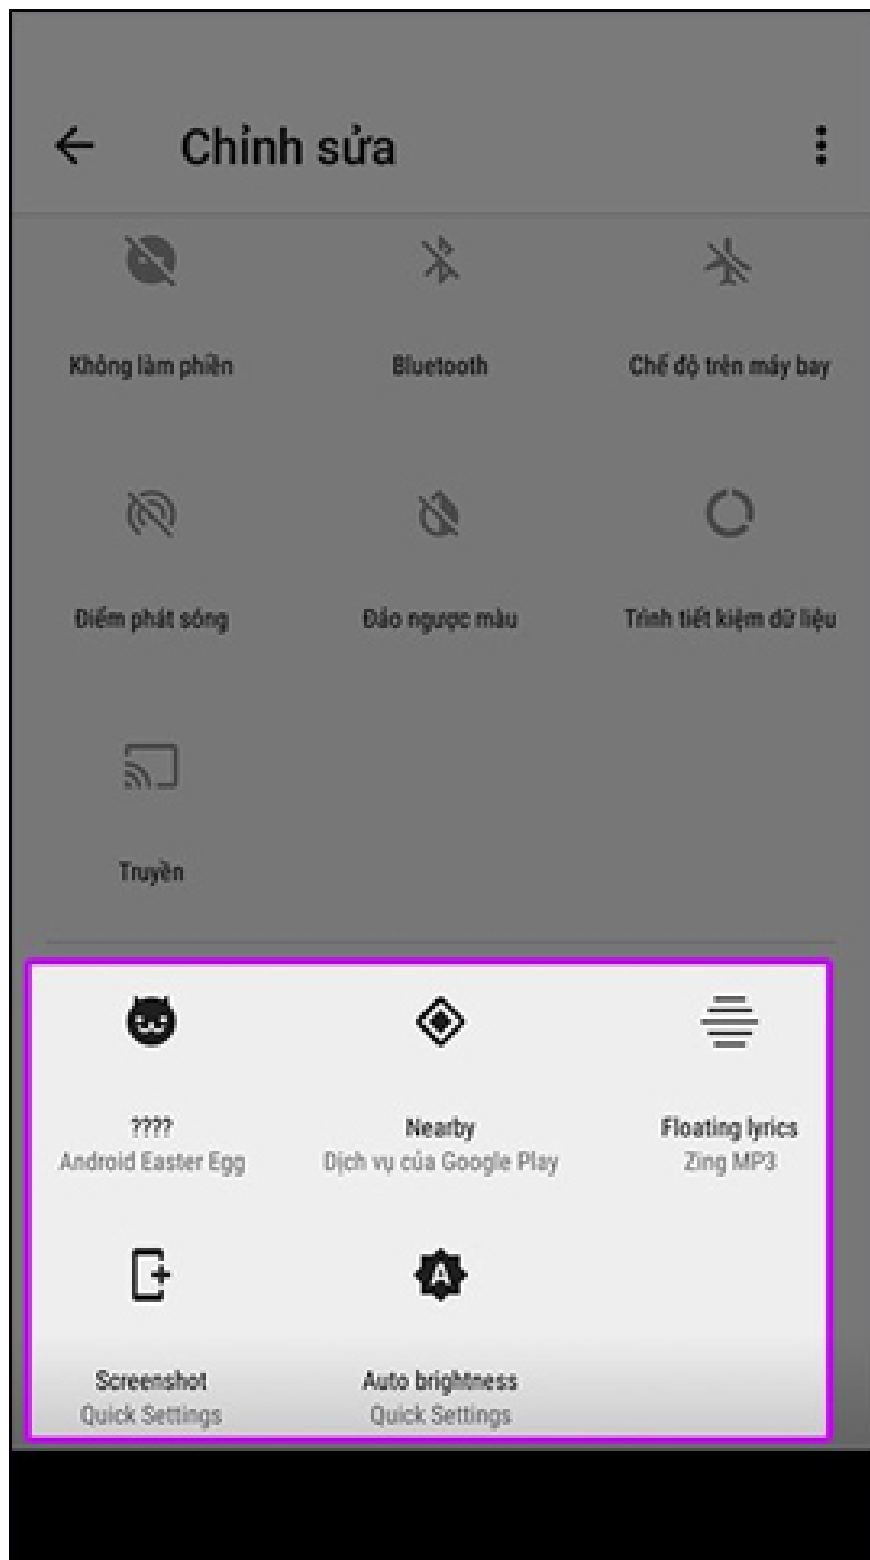 Chỉnh sửa
Không làm phiền
Bluetooth
Chế độ trên máy bay
Điểm phát sóng
Đảo ngược màu
Trình tiết kiệm dữ liệu
Truyền
????
Android Easter Egg
Nearby
Dịch vụ của Google Play
Floating lyrics
Zing MP3
Screenshot
Quick Settings
Auto brightness
Quick Settings